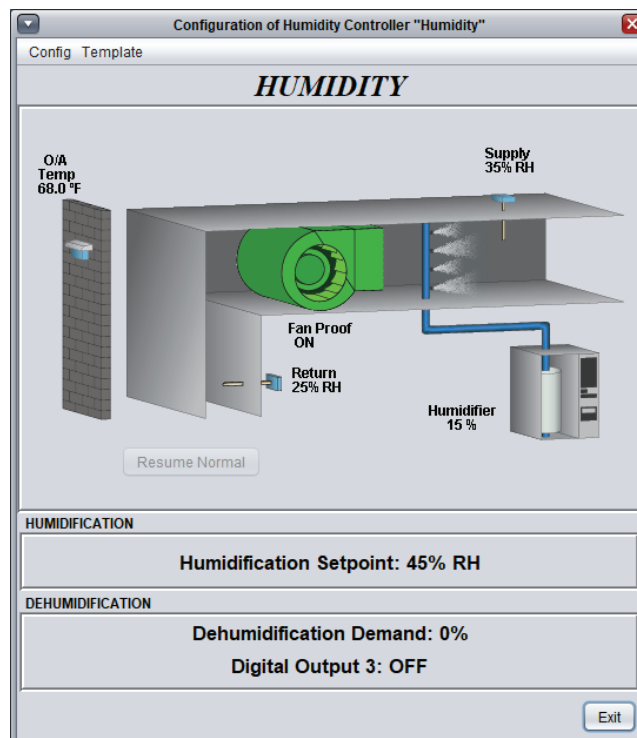 Configuration of Humidity Controller "Humidity"
Config Template
HUMIDITY
O/A
Temp
68.0 ºF
Supply
35% RH
Fan Proof
ON
Return
25% RH
Humidifier
15 %
Resume Normal
HUMIDIFICATION
Humidification Setpoint: 45% RH
DEHUMIDIFICATION
Dehumidification Demand: 0%
Digital Output 3: OFF
Exit